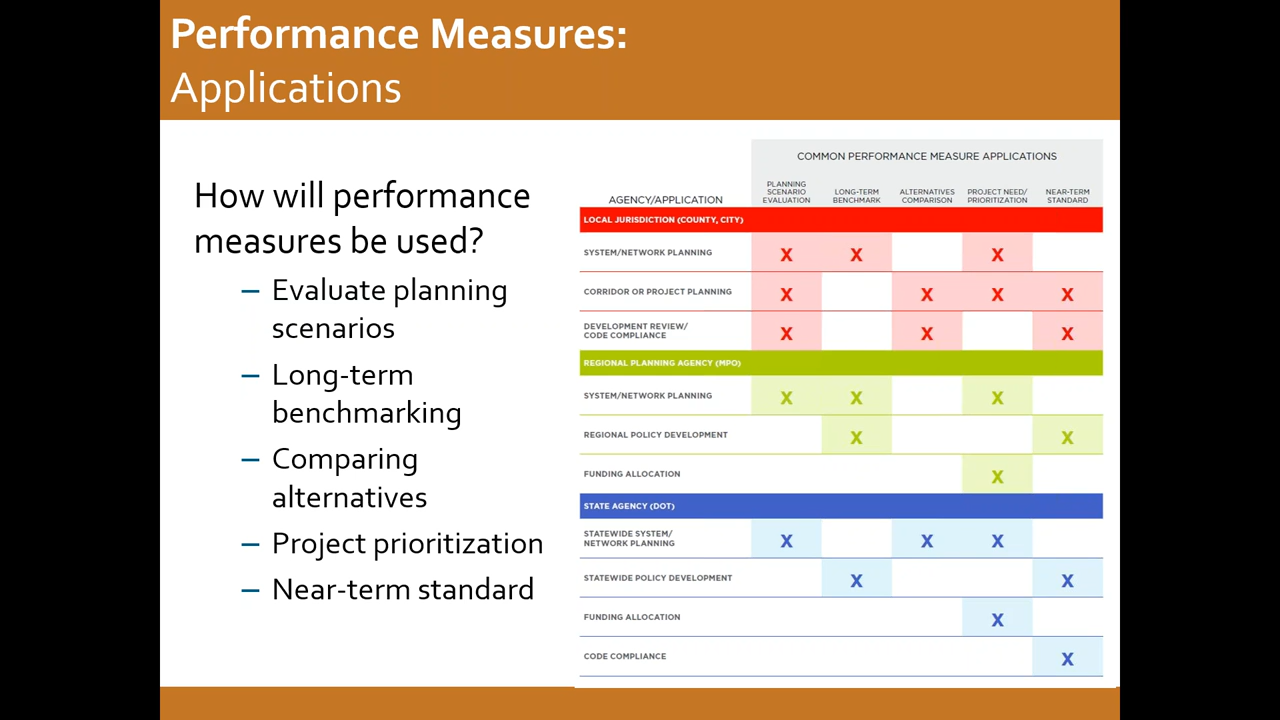 Performance Measures:
Applications
How will performance
measures be used?
– Evaluate planning
scenarios
– Long-term
benchmarking
– Comparing
alternatives
– Project prioritization
– Near-term standard
COMMON PERFORMANCE MEASURE APPLICATIONS
AGENCY/APPLICATION
PLANNING
SCENARIO
EVALUATION
LONG-TERM
BENCHMARK
ALTERNATIVES
COMPARISON
PROJECT NEED/
PRIORITIZATION
NEAR-TERM
STANDARD
LOCAL JURISDICTION (COUNTY, CITY)
SYSTEM/NETWORK PLANNING X X X
CORRIDOR OR PROJECT PLANNING X X X X
DEVELOPMENT REVIEW/
CODE COMPLIANCE X X X
REGIONAL PLANNING AGENCY (MPO)
SYSTEM/NETWORK PLANNING X X X
REGIONAL POLICY DEVELOPMENT X X
FUNDING ALLOCATION X
STATE AGENCY (DOT)
STATEWIDE SYSTEM/
NETWORK PLANNING X X X
STATEWIDE POLICY DEVELOPMENT X X
FUNDING ALLOCATION X
CODE COMPLIANCE X